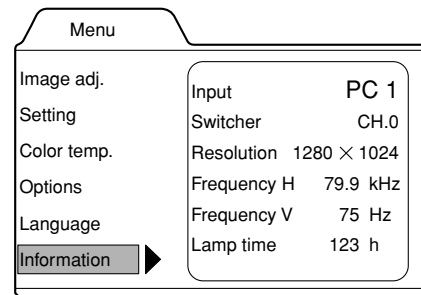 Menu
Image adj.
Setting
Color temp.
Options
Language
Information
Input PC 1
Switcher CH.0
Resolution 1280 × 1024
Frequency H 79.9 kHz
Frequency V 75 Hz
Lamp time 123 h